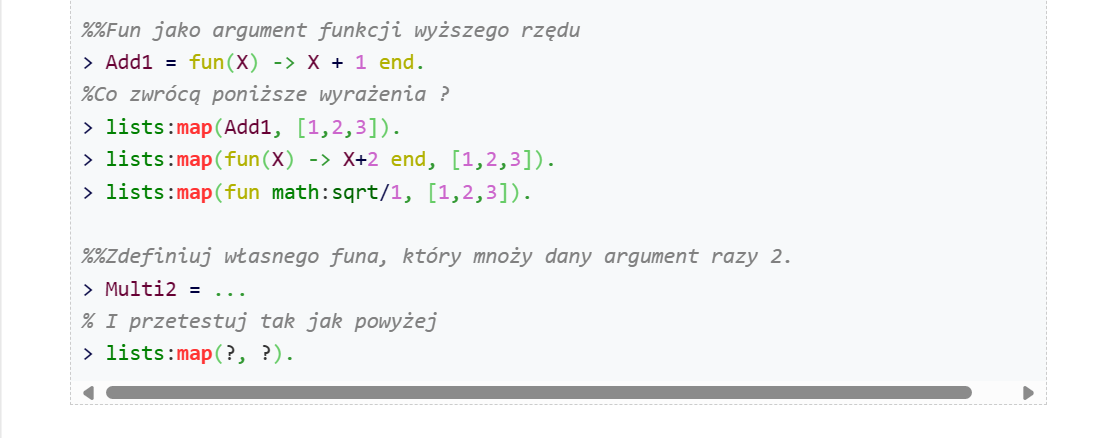 %%Fun jako argument funkcji wyższego rzędu
> Add1 = fun(X) -> X + 1 end.
%Co zwrócą poniższe wyrażenia ?
> lists:map(Add1, [1,2,3]).
> lists:map(fun(X) -> X+2 end, [1,2,3]).
> lists:map(fun math:sqrt/1, [1,2,3]).
%%Zdefiniuj własnego funa, który mnoży dany argument razy 2.
> Multi2 = ...
% I przetestuj tak jak powyżej
> lists:map(?, ?).